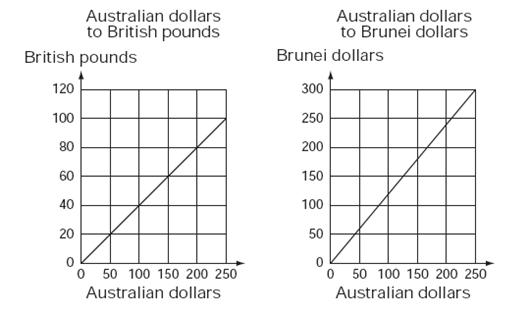 Australian dollars
to British pounds
British pounds
120
100
80
60
40
20
0
0 50 100 150 200 250
Australian dollars
Australian dollars
to Brunei dollars
Brunei dollars
300
250
200
150
100
50
0
0 50 100 150 200 250
Australian dollars